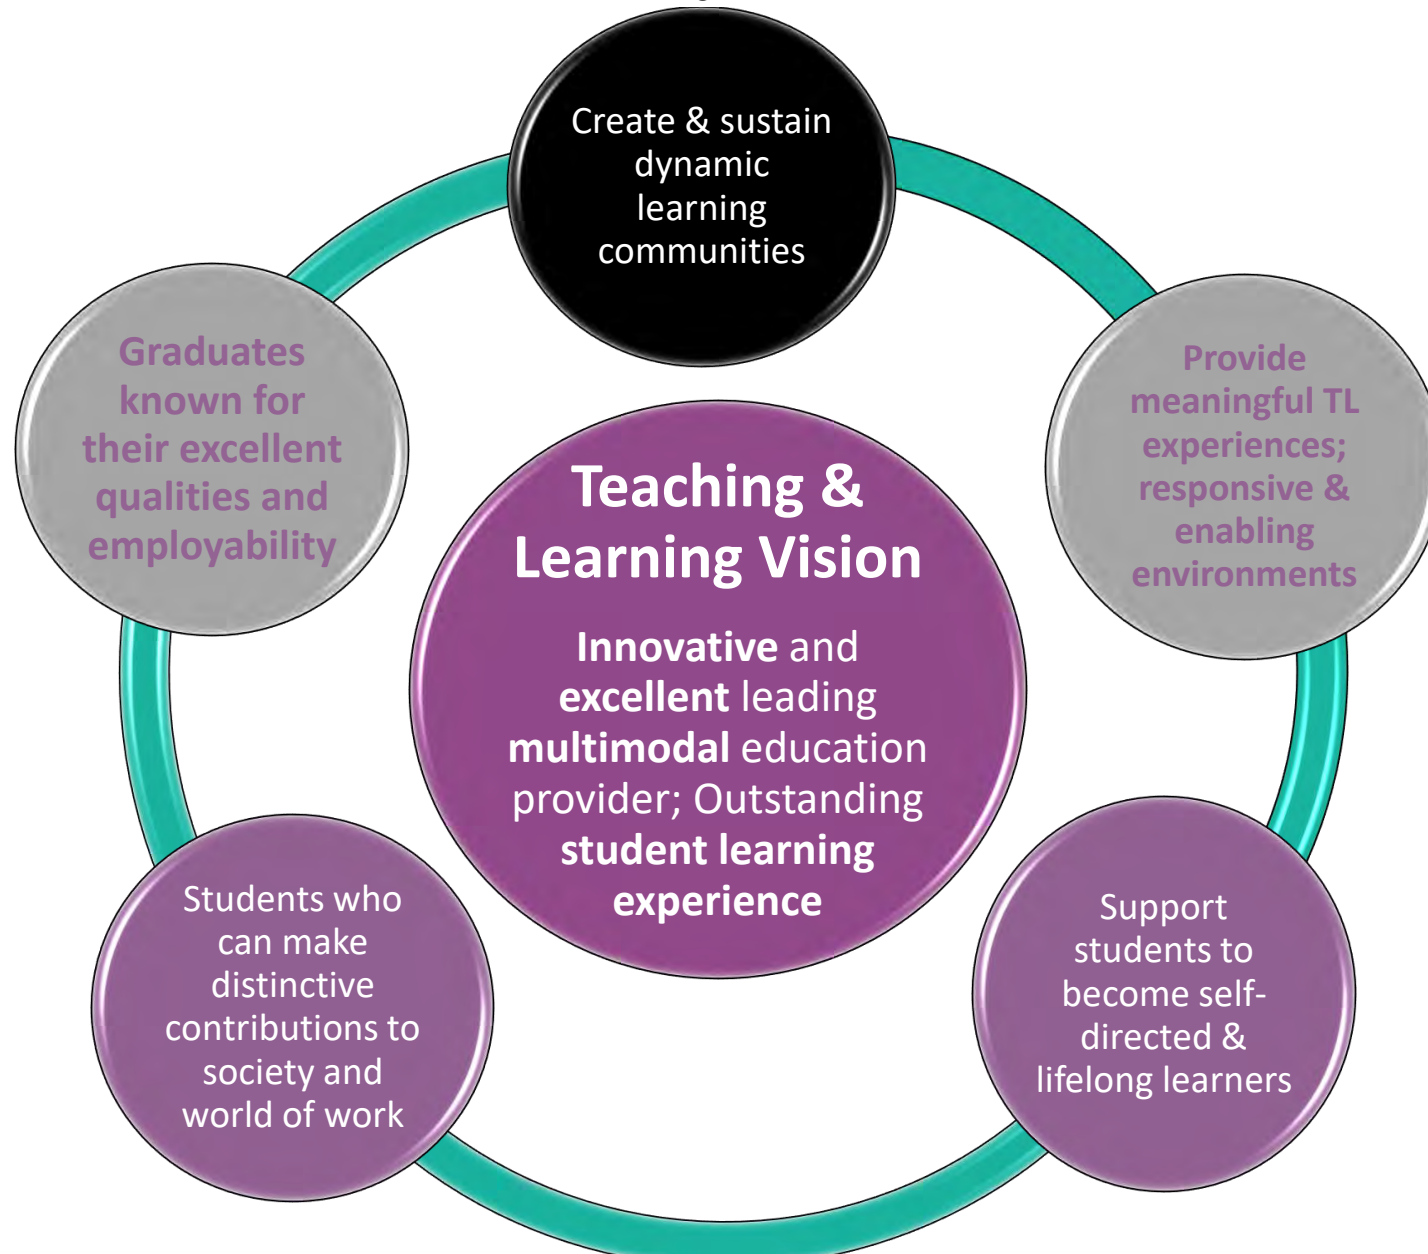 Create & sustain
dynamic
learning
communities
Graduates
known for
their excellent
qualities and
employability
Provide
meaningful TL
experiences;
responsive &
enabling
environments
Teaching &
Learning Vision
Innovative and
excellent leading
multimodal education
provider; Outstanding
student learning
experience
Students who
can make
distinctive
contributions to
society and
world of work
Support
students to
become self-
directed &
lifelong learners